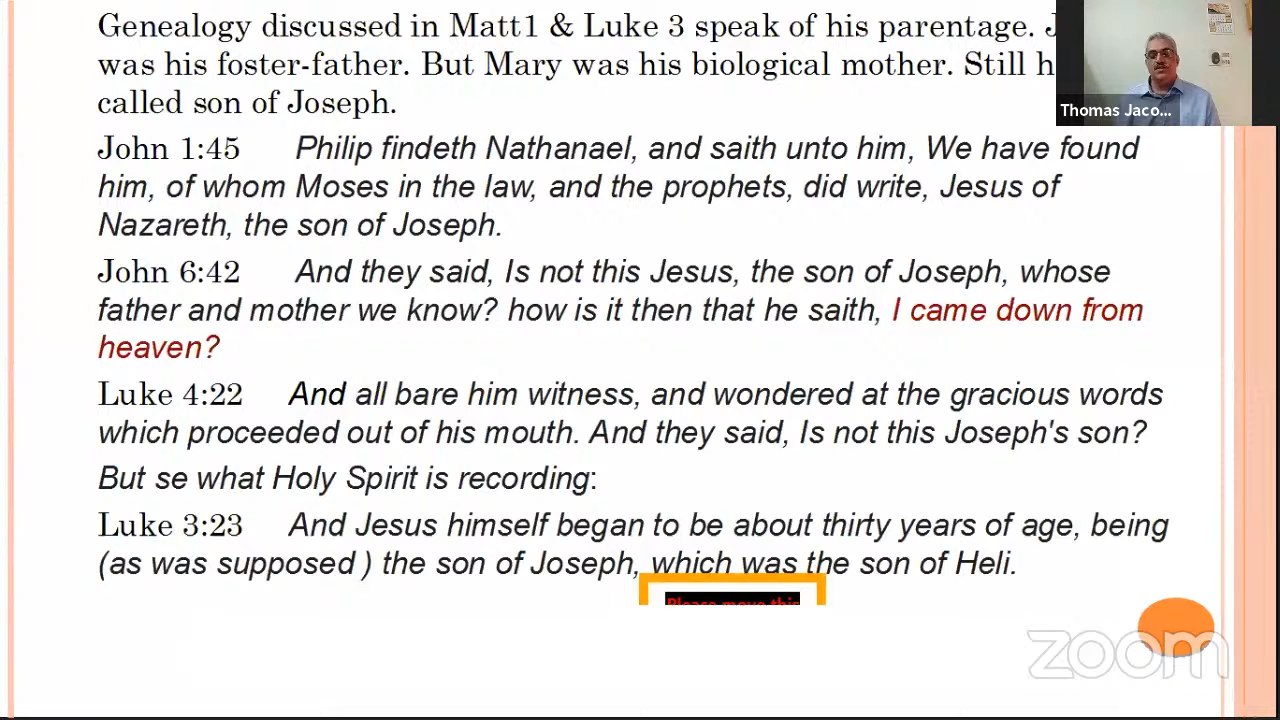 Genealogy discussed in Matt1 & Luke 3 speak of his parentage.
was his foster-father. But Mary was his biological mother. Still
called son of Joseph.
Thomas Jaco...
John 1:45 Philip findeth Nathanael, and saith unto him, We have found
him, of whom Moses in the law, and the prophets, did write, Jesus of
Nazareth, the son of Joseph.
John 6:42 And they said, Is not this Jesus, the son of Joseph, whose
father and mother we know? how is it then that he saith, I came down from
heaven?
Luke 4:22 And all bare him witness, and wondered at the gracious words
which proceeded out of his mouth. And they said, Is not this Joseph's son?
But se what Holy Spirit is recording:
Luke 3:23 And Jesus himself began to be about thirty years of age, being
(as was supposed ) the son of Joseph, which was the son of Heli.
Please move this
zoom